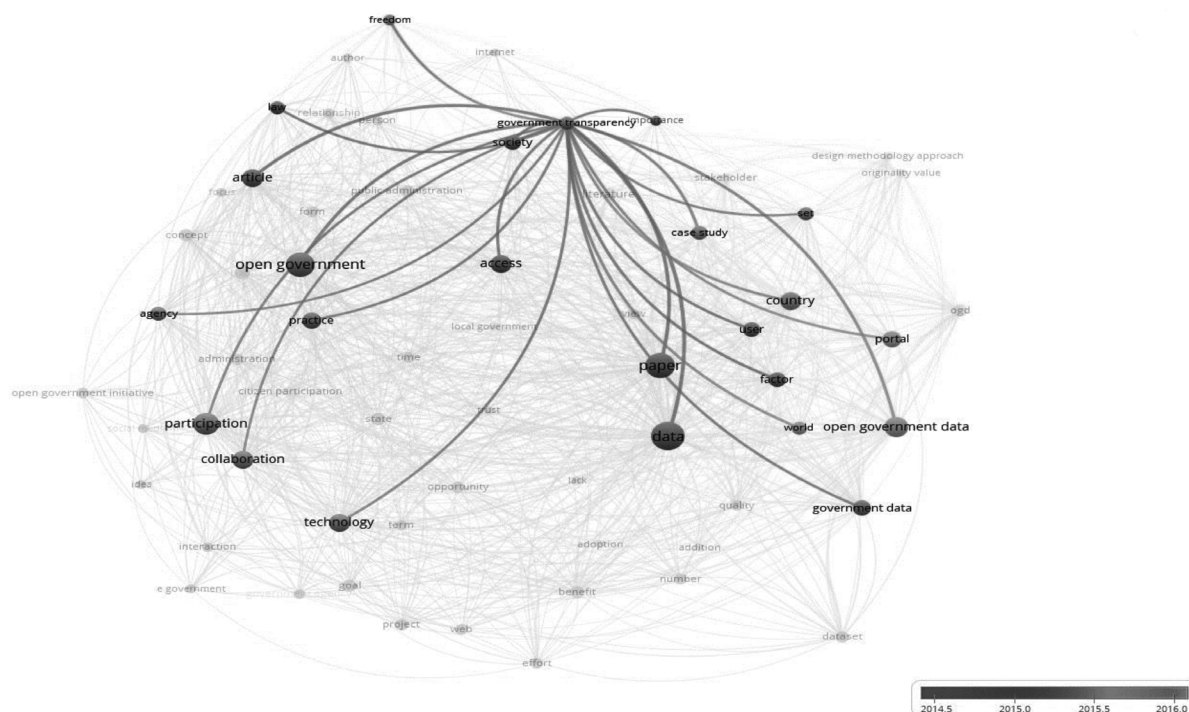 freedom
internet
author
law
relationship
person
government transparency
importance
society
design methodology approach
originality value
article
stakeholder
focus
public administration
literature
form
set
case study
concept
open government
access
country
agency
practice
view
ogd
local government
user
portal
time
administration
paper
factor
open government initiative
citizen participation
trust
state
participation
social
data
world
open government data
collaboration
idea
opportunity
lack
quality
government data
technology
term
interaction
adoption
addition
e government
goal
benefit
number
project
web
dataset
effort
2014.5
2015.0
2015.5
2016.0